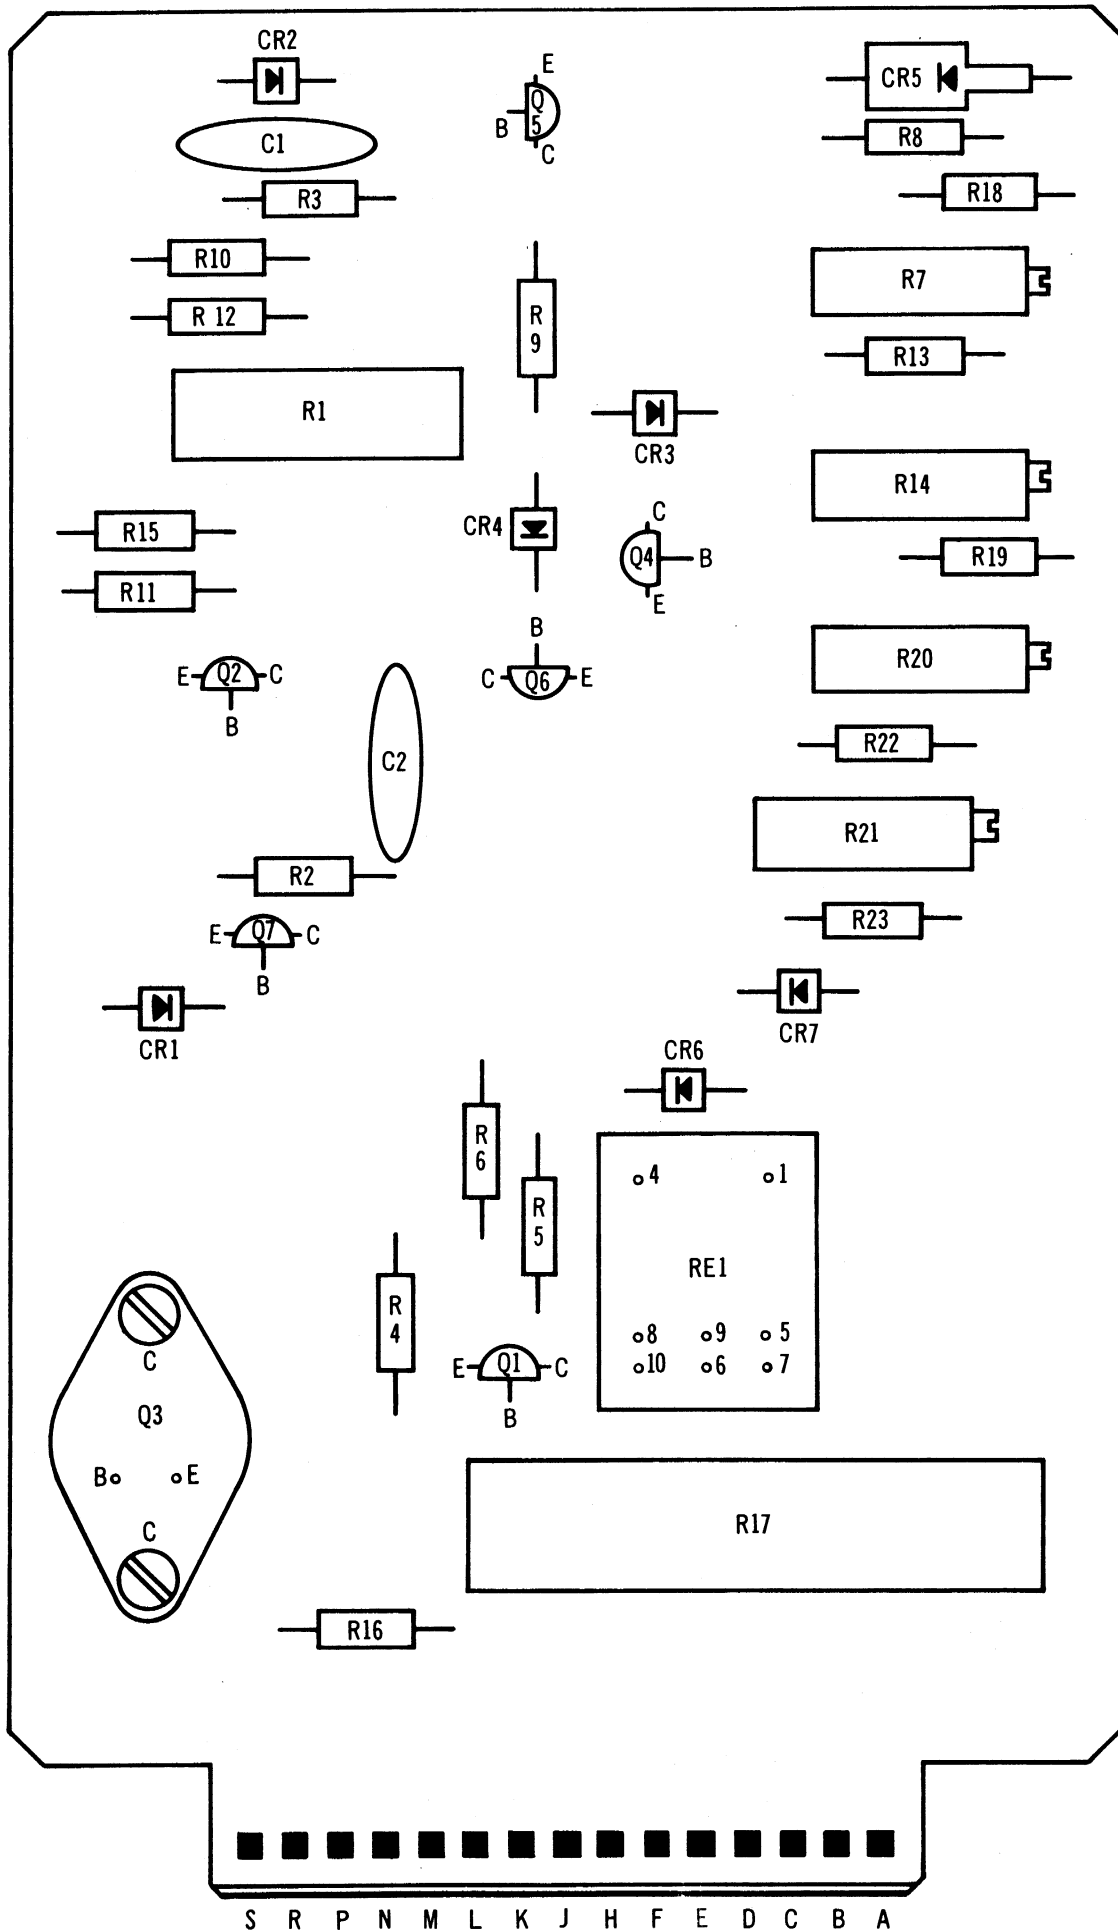 CR2
E
Q
5
B
C
CR5
C1
R8
R3
R18
R10
R7
R 12
R
9
R13
R1
CR3
R14
CR4
C
Q4
B
E
R15
R19
R11
B
C
Q6
E
R20
E
Q2
C
B
C2
R22
R21
R2
R23
E
Q7
C
B
CR7
CR1
CR6
R
6
4
1
R
5
RE1
R
4
8
9
5
10
6
7
E
Q1
C
B
C
Q3
B
E
C
R17
R16
S R P N M L K J H F E D C B A